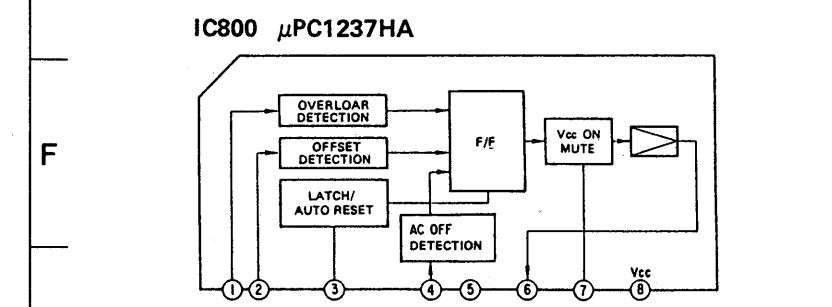 IC800 μPC1237HA
OVERLOAR
DETECTION
F/F
Vcc ON
MUTE
OFFSET
DETECTION
F
LATCH/
AUTO RESET
AC OFF
DETECTION
Vcc
1 2 3 4 5 6 7 8